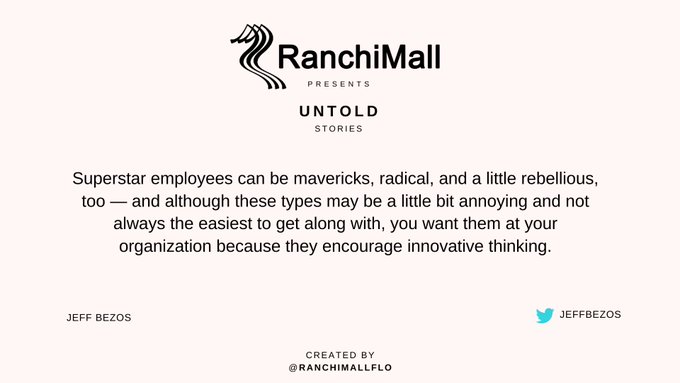 RanchiMall
PRESENTS
UNTOLD
STORIES
Superstar employees can be mavericks, radical, and a little rebellious,
too — and although these types may be a little bit annoying and not
always the easiest to get along with, you want them at your
organization because they encourage innovative thinking.
JEFF BEZOS
JEFFBEZOS
CREATED BY
@RANCHIMALLFLO